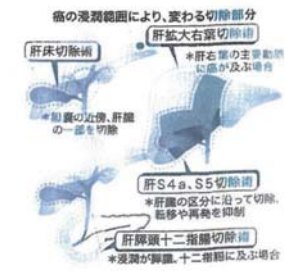 癌の浸潤範囲により、変わる切除部分
肝床切除術
*胆嚢の近傍、肝臓
の一部を切除
肝拡大右葉切除術
*肝右葉の主要動脈
に癌が及ぶ場合
肝S4a、S5切除術
*肝臓の区分に沿って切除。
転移や再発を抑制
肝膵頭十二指腸切除術
*浸潤が膵臓、十二指腸に及ぶ場合